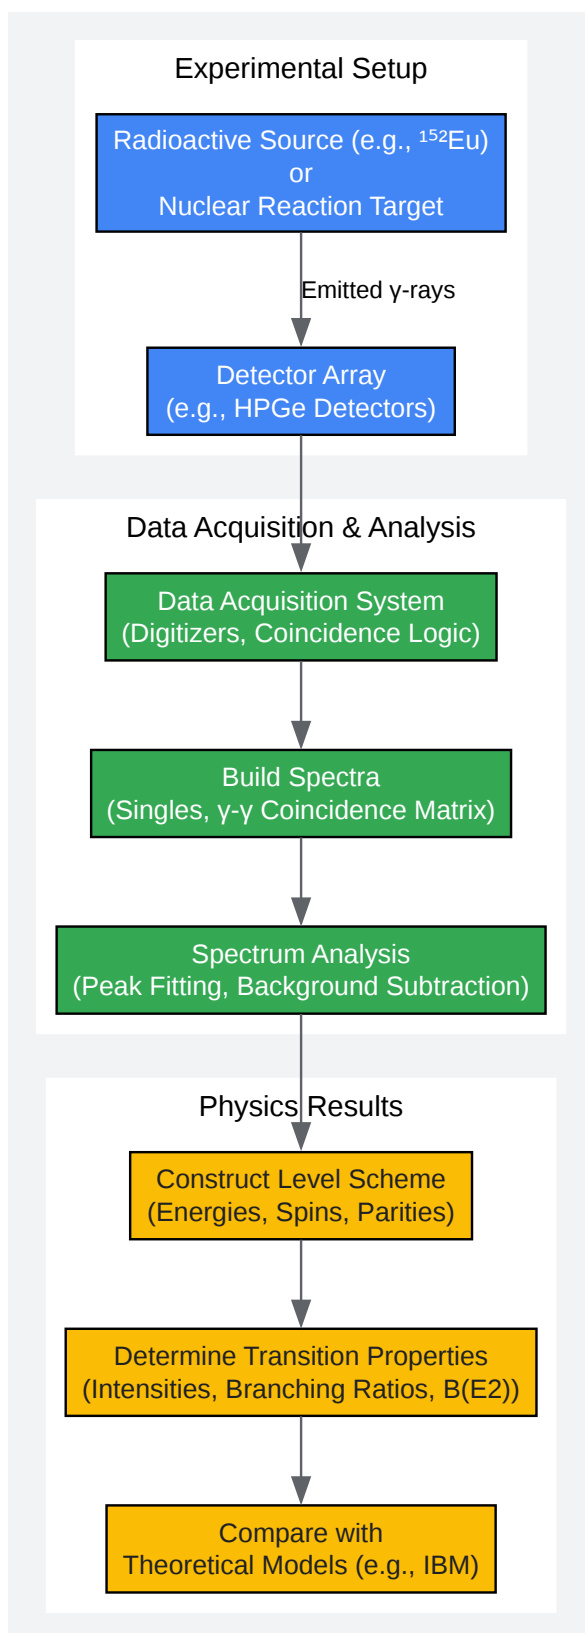 Experimental Setup
Radioactive Source (e.g., ¹⁵²Eu)
or
Nuclear Reaction Target
Emitted γ-rays
Detector Array
(e.g., HPGe Detectors)
Data Acquisition & Analysis
Data Acquisition System
(Digitizers, Coincidence Logic)
Build Spectra
(Singles, γ-γ Coincidence Matrix)
Spectrum Analysis
(Peak Fitting, Background Subtraction)
Physics Results
Construct Level Scheme
(Energies, Spins, Parities)
Determine Transition Properties
(Intensities, Branching Ratios, B(E2))
Compare with
Theoretical Models (e.g., IBM)